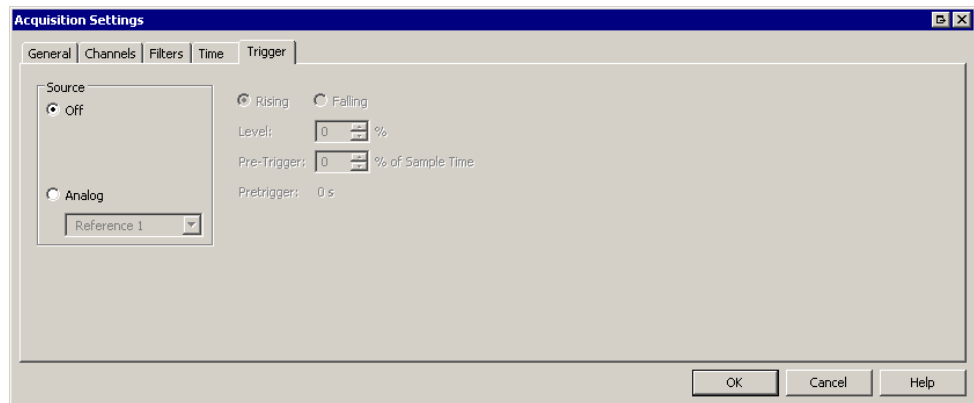 Acquisition Settings
General Channels Filters Time Trigger
Source
Off
Analog
Reference 1
Rising Falling
Level: 0 %
Pre-Trigger: 0 % of Sample Time
Pretrigger: 0 s
OK Cancel Help